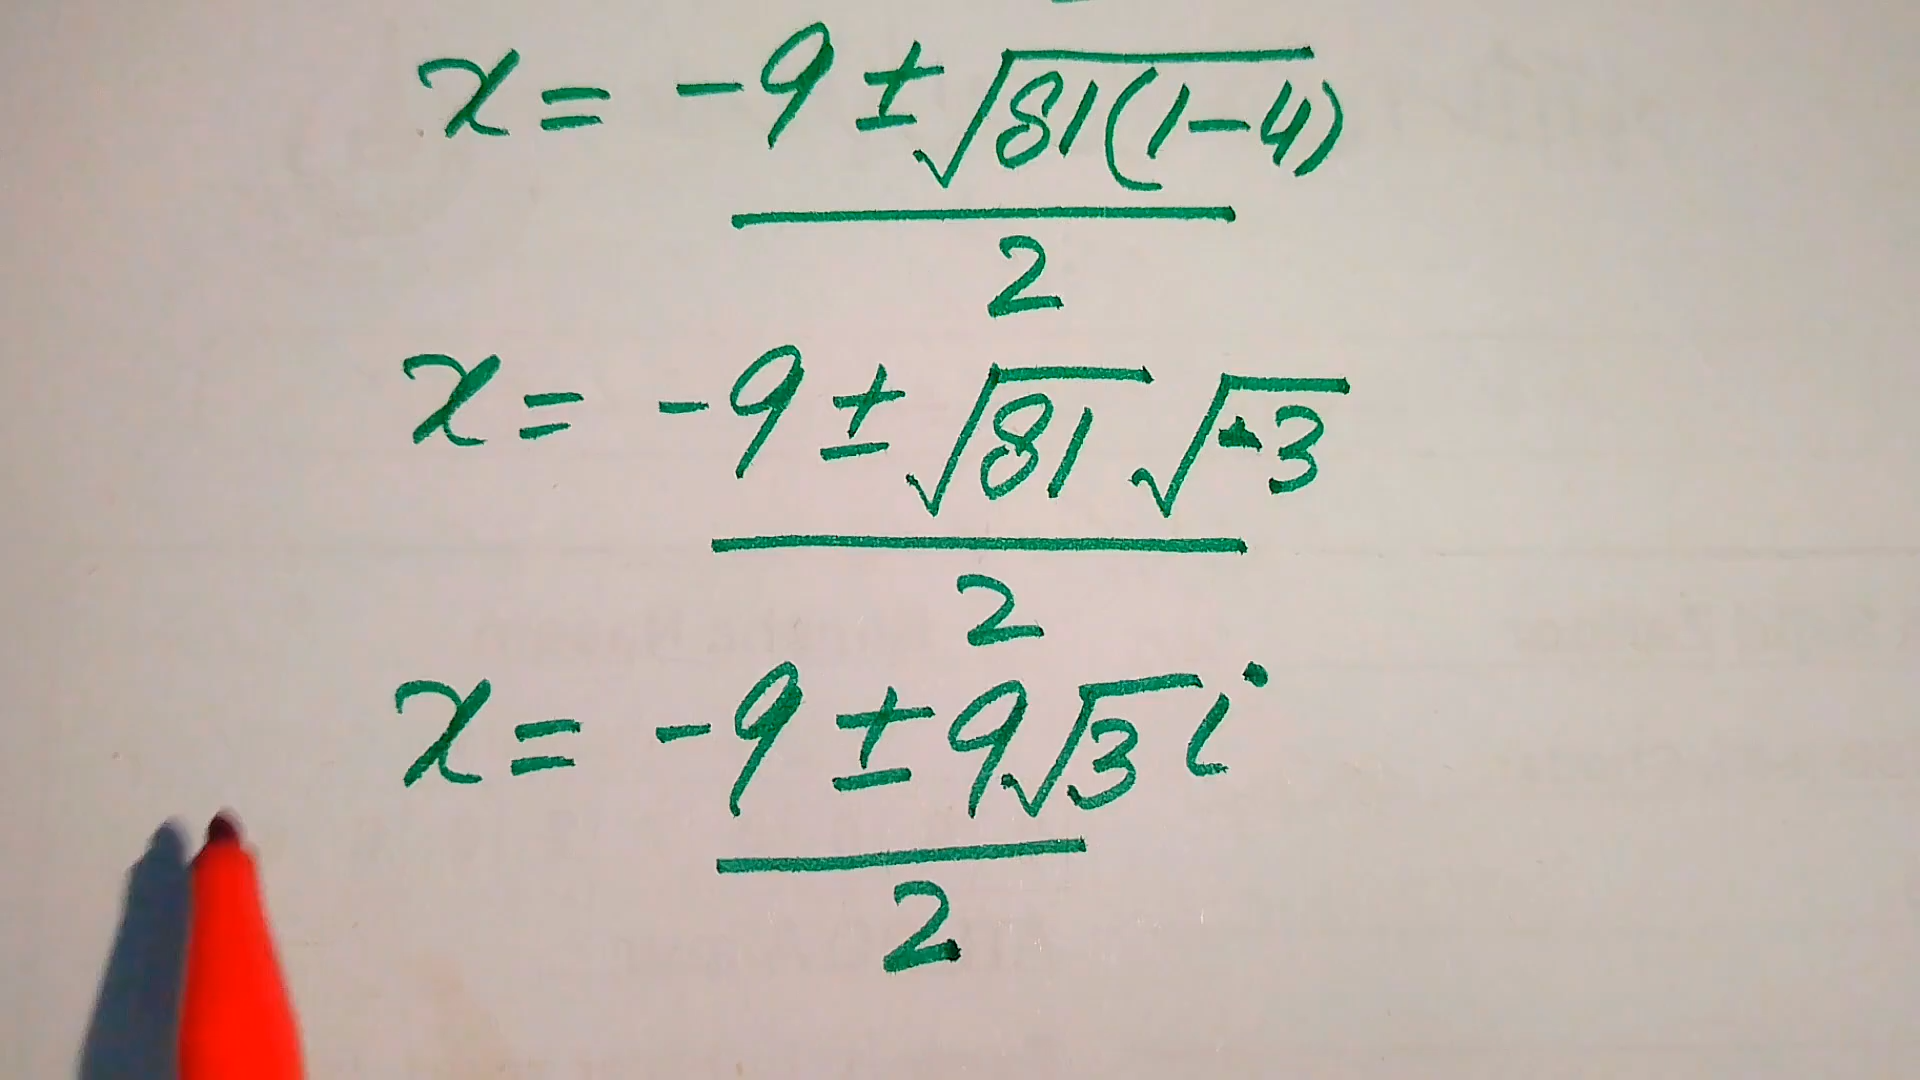 x = -9 ± √81(1-4)
2
x = -9 ± √81 √-3
2
x = -9 ± 9√3 i
2